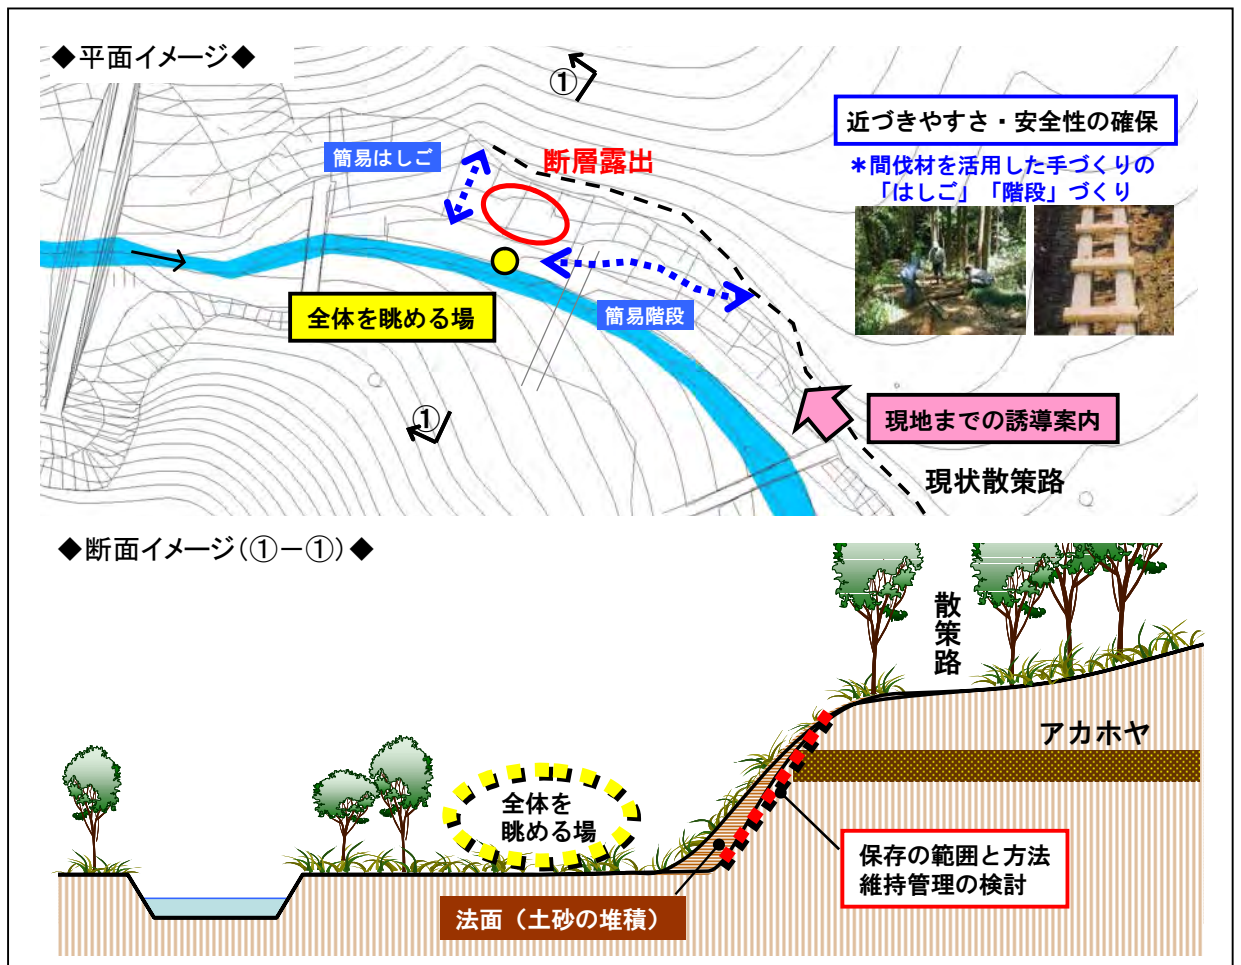 ◆平面イメージ◆
①
近づきやすさ・安全性の確保
簡易はしご
断層露出
＊間伐材を活用した手づくりの
「はしご」「階段」づくり
全体を眺める場
簡易階段
①
現地までの誘導案内
現状散策路
◆断面イメージ(①－①)◆
散策路
アカホヤ
全体を
眺める場
保存の範囲と方法
維持管理の検討
法面（土砂の堆積）